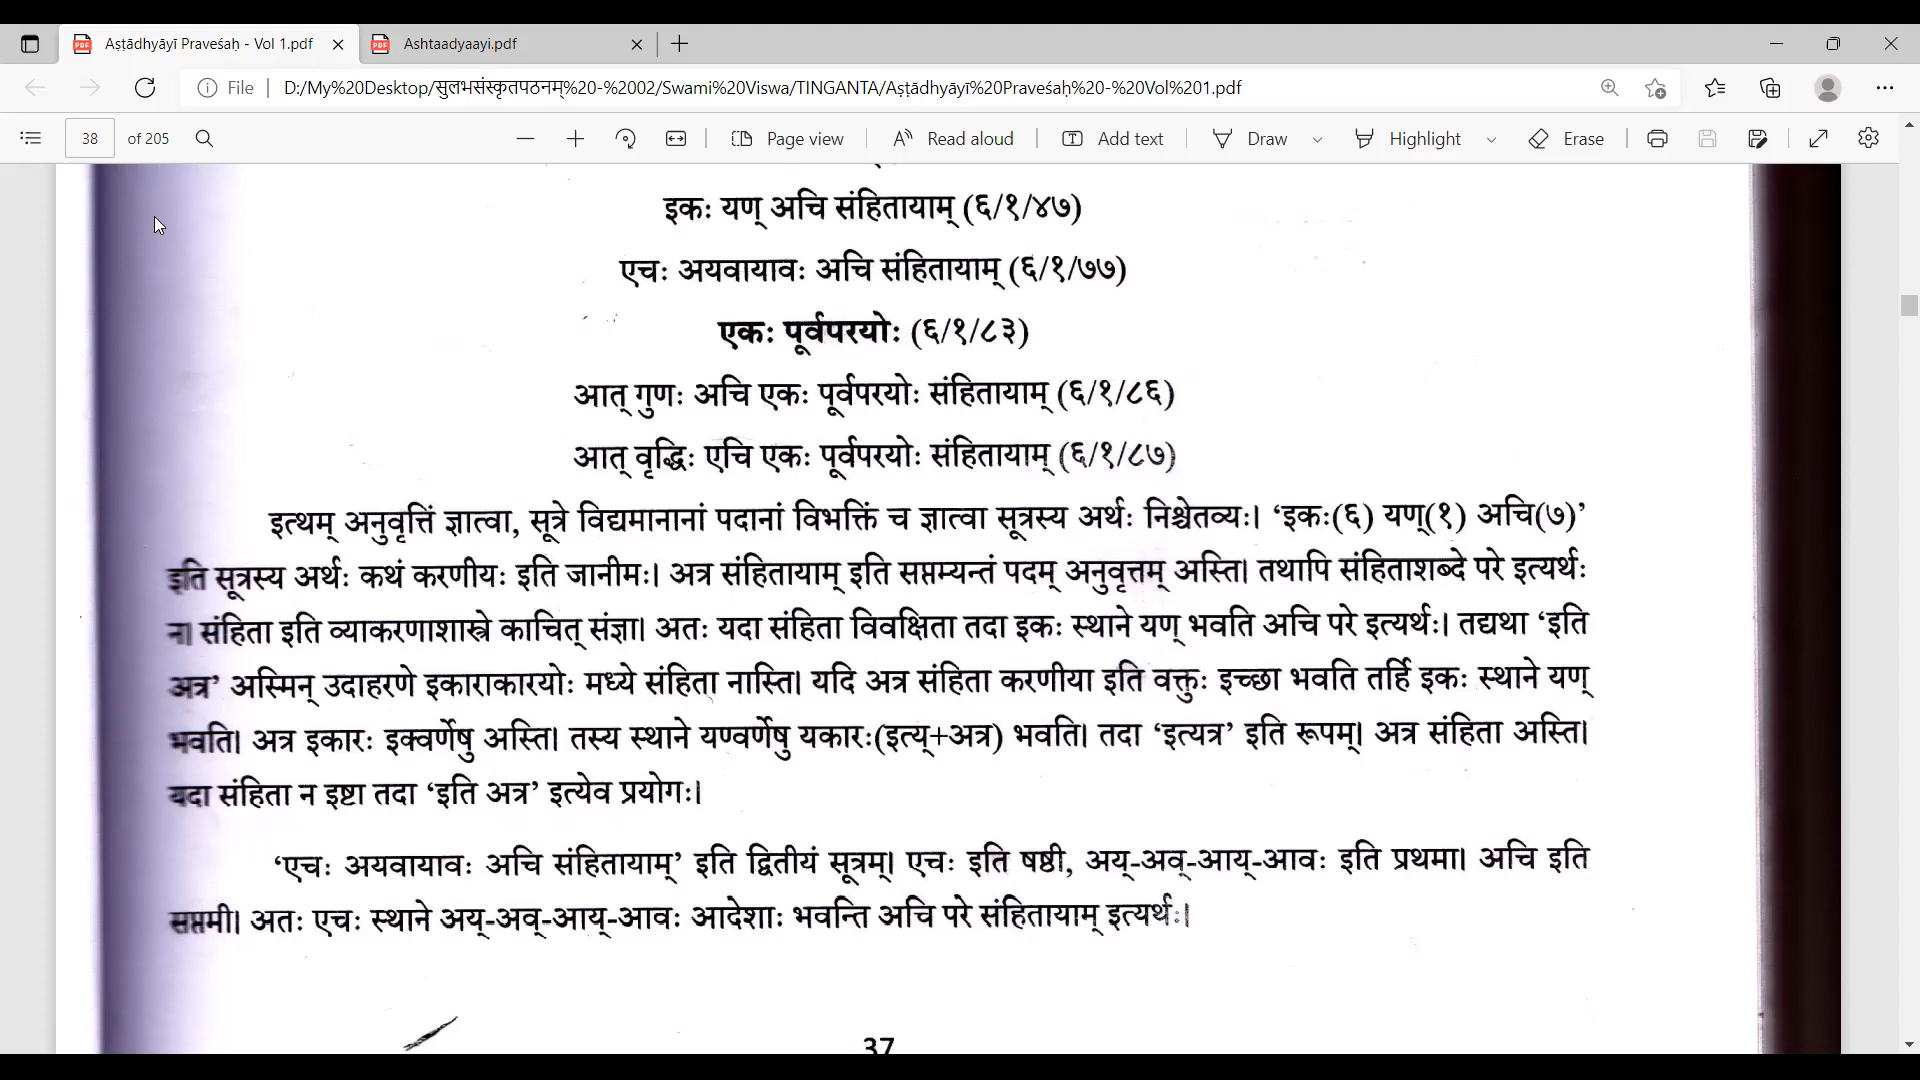 Aṣṭādhyāyī Praveśaḥ - Vol 1.pdf
Ashtaadyaayi.pdf
File
D:/My%20Desktop/सुलभसंस्कृतपठनम्%20-%2002/Swami%20Viswa/TINGANTA/Aṣṭādhyāyī%20Praveśaḥ%20-%20Vol%201.pdf
38 of 205
Page view
Read aloud
Add text
Draw
Highlight
Erase
इकः यण् अचि संहितायाम् (६/१/४७)
एचः अयवायावः अचि संहितायाम् (६/१/७७)
एकः पूर्वपरयोः (६/१/८३)
आत् गुणः अचि एकः पूर्वपरयोः संहितायाम् (६/१/८६)
आत् वृद्धिः एचि एकः पूर्वपरयोः संहितायाम् (६/१/८७)
इत्थम् अनुवृत्तिं ज्ञात्वा, सूत्रे विद्यमानानां पदानां विभक्तिं च ज्ञात्वा सूत्रस्य अर्थः निश्चेतव्यः। ‘इकः(६) यण्(१) अचि(७)’
इति सूत्रस्य अर्थः कथं करणीयः इति जानीमः। अत्र संहितायाम् इति सप्तम्यन्तं पदम् अनुवृत्तम् अस्ति। तथापि संहिताशब्दे परे इत्यर्थः
न। संहिता इति व्याकरणाशास्त्रे काचित् संज्ञा। अतः यदा संहिता विवक्षिता तदा इकः स्थाने यण् भवति अचि परे इत्यर्थः। तद्यथा ‘इति
अत्र’ अस्मिन् उदाहरणे इकाराकारयोः मध्ये संहिता नास्ति। यदि अत्र संहिता करणीया इति वक्तुः इच्छा भवति तर्हि इकः स्थाने यण्
भवति। अत्र इकारः इक्वर्णेषु अस्ति। तस्य स्थाने यण्वर्णेषु यकारः(इत्य्+अत्र) भवति। तदा ‘इत्यत्र’ इति रूपम्। अत्र संहिता अस्ति।
यदा संहिता न इष्टा तदा ‘इति अत्र’ इत्येव प्रयोगः।
‘एचः अयवायावः अचि संहितायाम्’ इति द्वितीयं सूत्रम्। एचः इति षष्ठी, अय्-अव्-आय्-आवः इति प्रथमा। अचि इति
सप्तमी। अतः एचः स्थाने अय्-अव्-आय्-आवः आदेशाः भवन्ति अचि परे संहितायाम् इत्यर्थः।
37